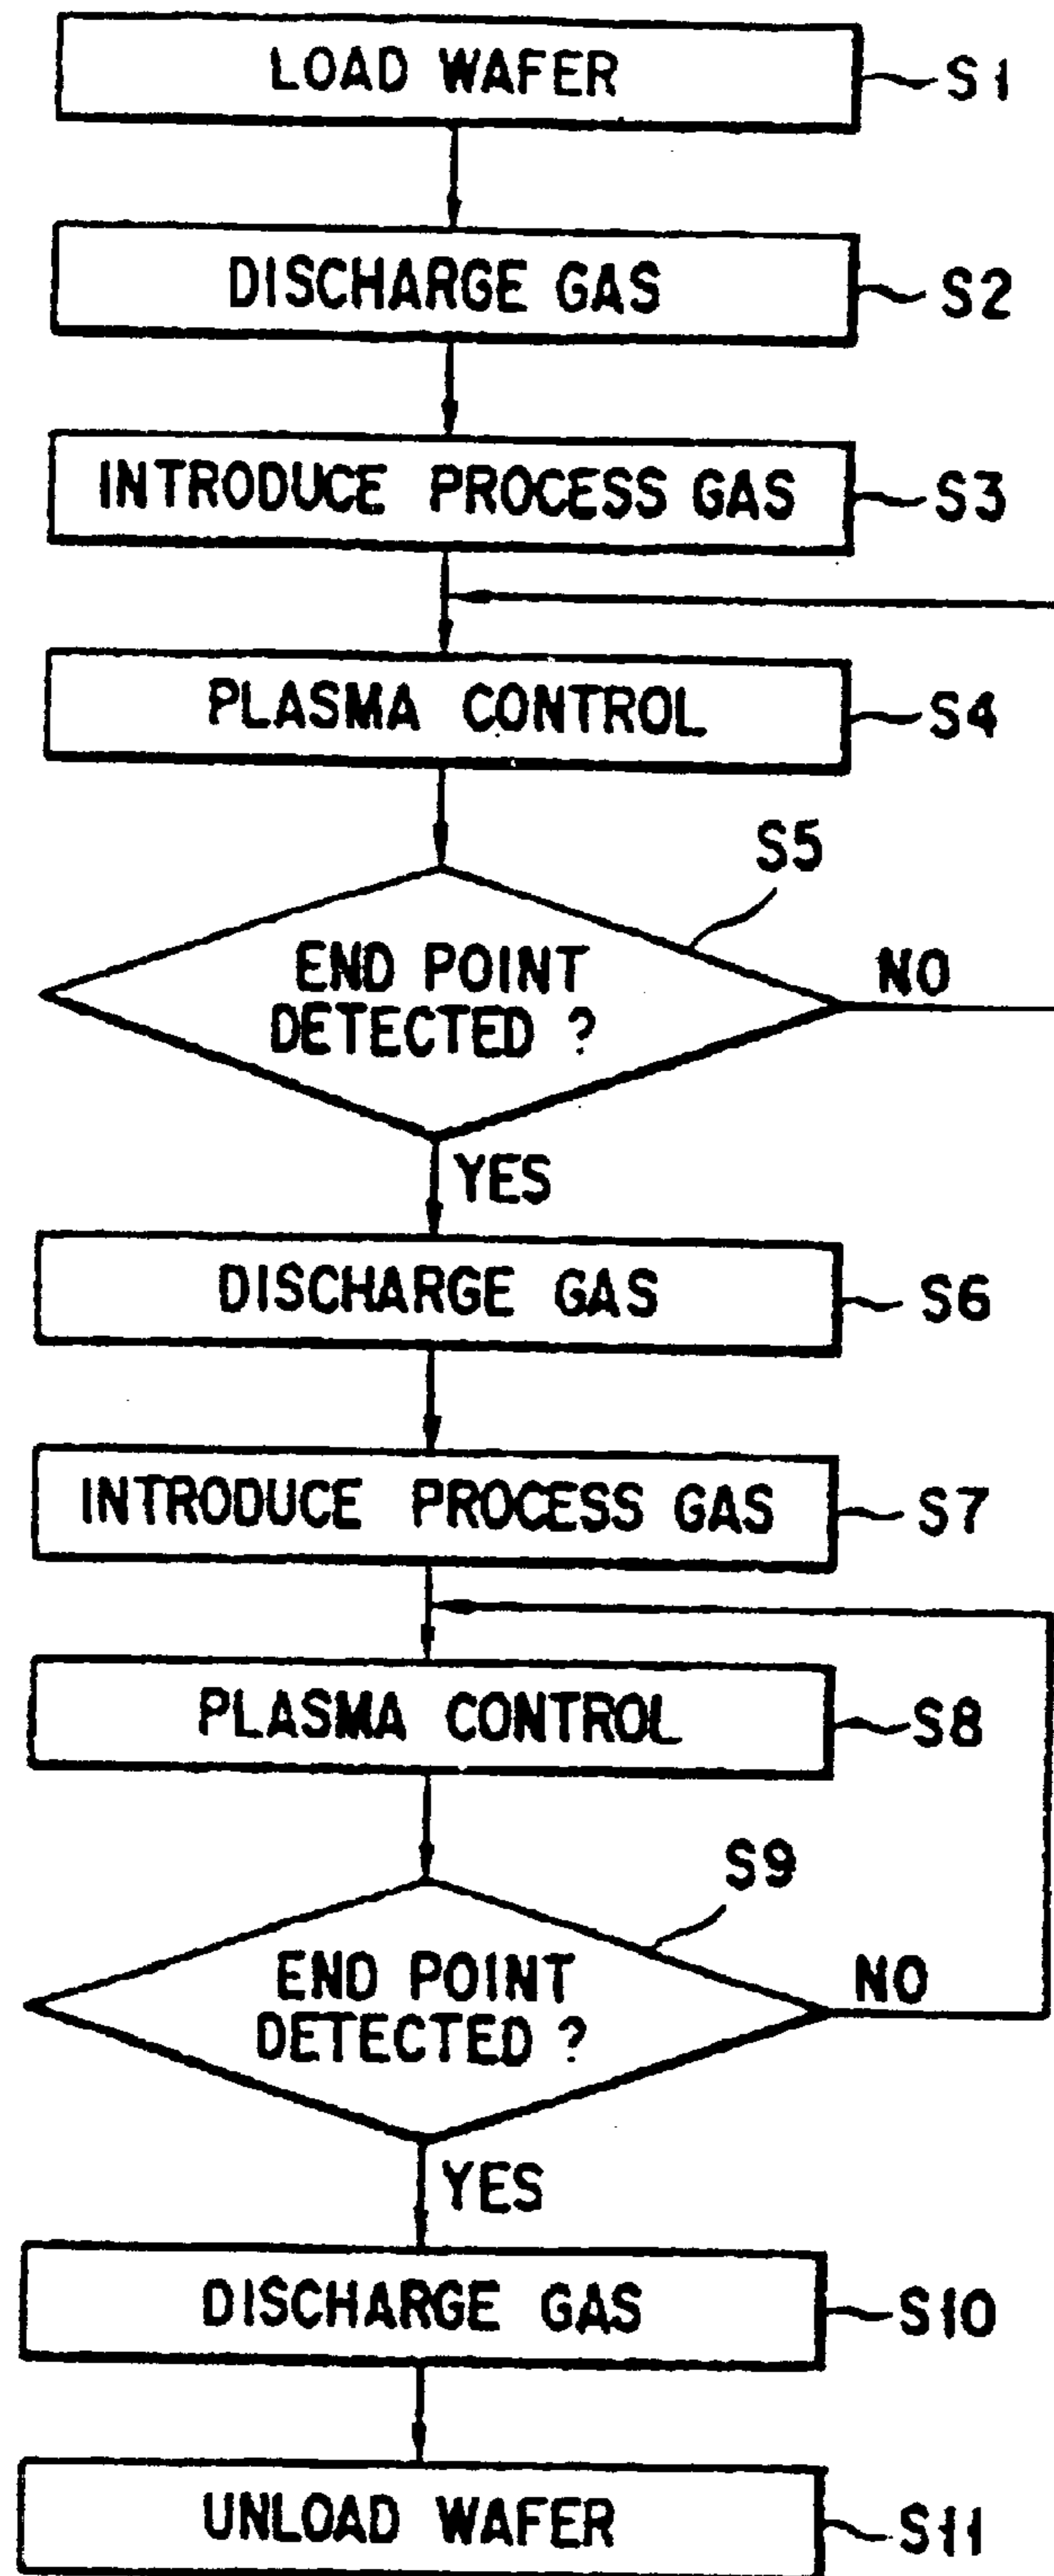 LOAD WAFER
S1
DISCHARGE GAS
S2
INTRODUCE PROCESS GAS
S3
PLASMA CONTROL
S4
S5
END POINT
DETECTED ?
NO
YES
DISCHARGE GAS
S6
INTRODUCE PROCESS GAS
S7
PLASMA CONTROL
S8
S9
END POINT
DETECTED ?
NO
YES
DISCHARGE GAS
S10
UNLOAD WAFER
S11